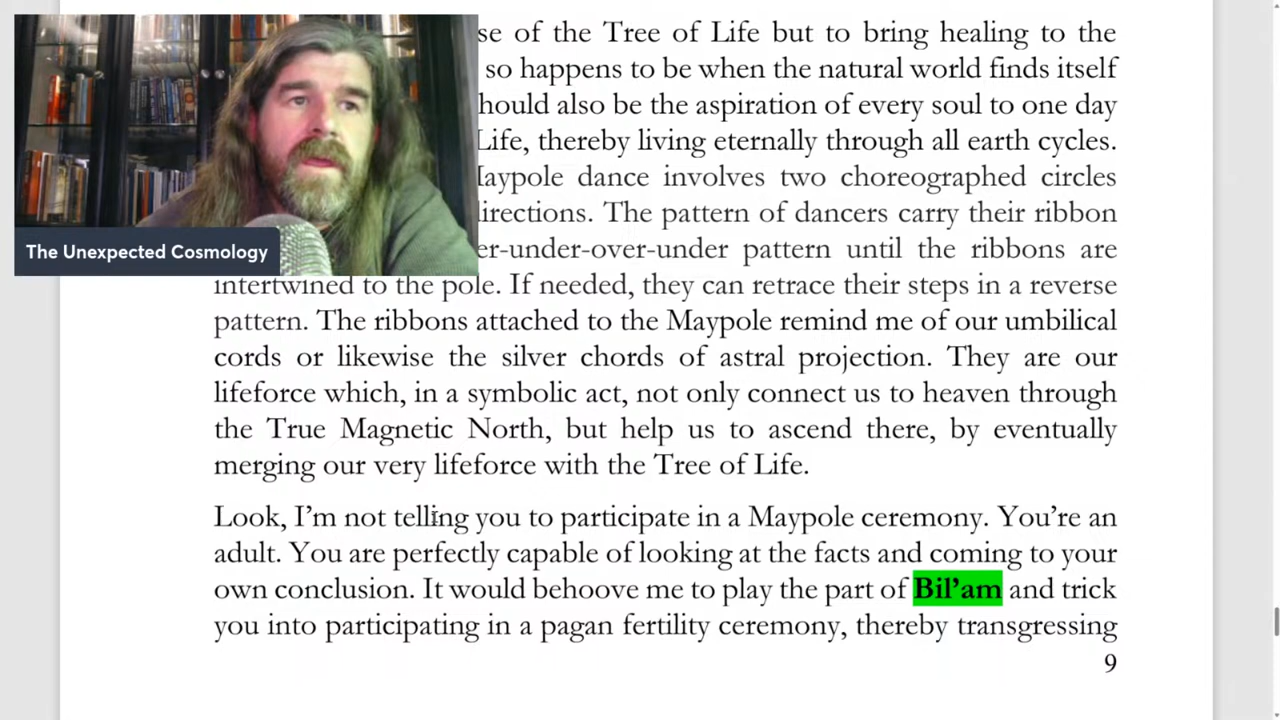 se of the Tree of Life but to bring healing to the
so happens to be when the natural world finds itself
hould also be the aspiration of every soul to one day
Life, thereby living eternally through all earth cycles.
Maypole dance involves two choreographed circles
directions. The pattern of dancers carry their ribbon
er-under-over-under pattern until the ribbons are
The Unexpected Cosmology
intertwined to the pole. If needed, they can retrace their steps in a reverse
pattern. The ribbons attached to the Maypole remind me of our umbilical
cords or likewise the silver chords of astral projection. They are our
lifeforce which, in a symbolic act, not only connect us to heaven through
the True Magnetic North, but help us to ascend there, by eventually
merging our very lifeforce with the Tree of Life.
Look, I'm not telling you to participate in a Maypole ceremony. You're an
adult. You are perfectly capable of looking at the facts and coming to your
own conclusion. It would behoove me to play the part of Bil'am and trick
you into participating in a pagan fertility ceremony, thereby transgressing
9